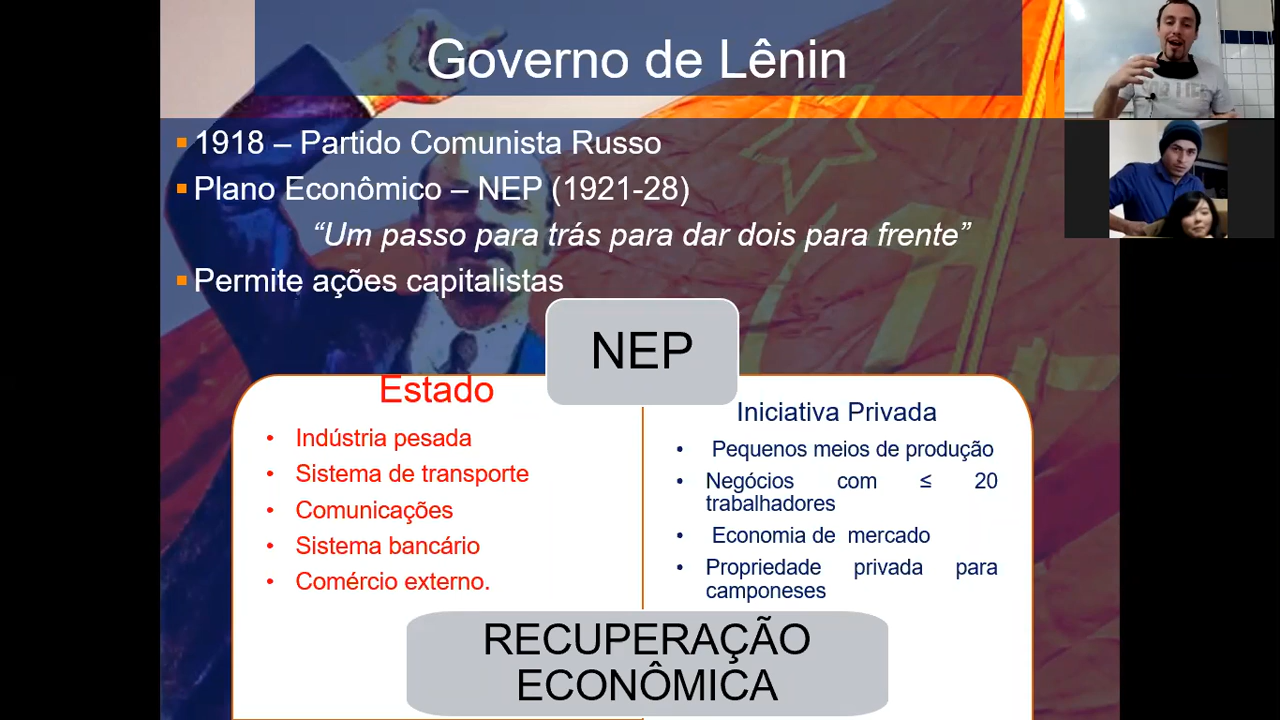 Governo de Lênin
1918 – Partido Comunista Russo
Plano Econômico – NEP (1921-28)
“Um passo para trás para dar dois para frente”
Permite ações capitalistas
NEP
Estado
• Indústria pesada
• Sistema de transporte
• Comunicações
• Sistema bancário
• Comércio externo.
Iniciativa Privada
• Pequenos meios de produção
• Negócios com ≤ 20
trabalhadores
• Economia de mercado
• Propriedade privada para
camponeses
RECUPERAÇÃO
ECONÔMICA